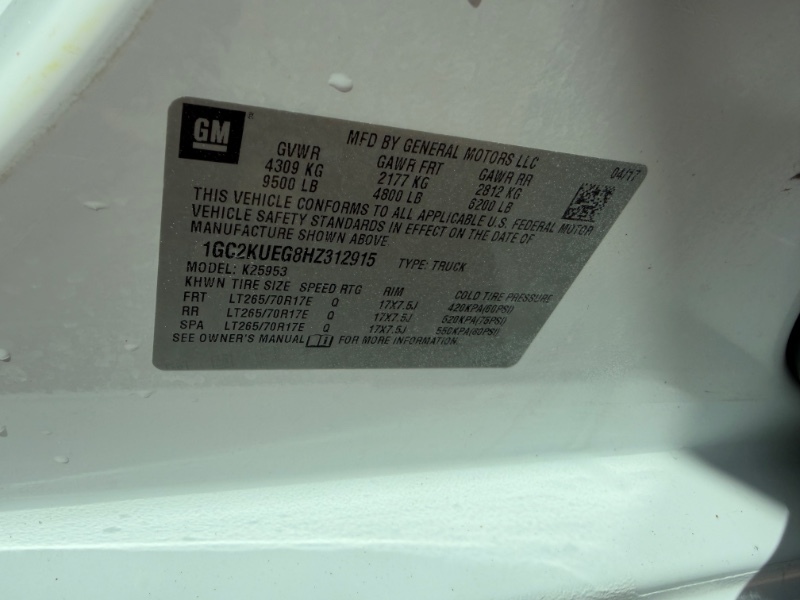 GM
MFD BY GENERAL MOTORS LLC
04/17
GVWR GAWR FRT GAWR RR
4309 KG 2177 KG 2812 KG
9500 LB 4800 LB 6200 LB
THIS VEHICLE CONFORMS TO ALL APPLICABLE U.S. FEDERAL MOTOR
VEHICLE SAFETY STANDARDS IN EFFECT ON THE DATE OF
MANUFACTURE SHOWN ABOVE
1GC2KUEG8HZ312915 TYPE: TRUCK
MODEL: K25953
KHWN TIRE SIZE SPEED RTG RIM COLD TIRE PRESSURE
FRT LT265/70R17E Q 17X7.5J 420KPA(60PSI)
RR LT265/70R17E Q 17X7.5J
SPA LT265/70R17E Q 17X7.5J
SEE OWNER'S MANUAL FOR MORE INFORMATION.